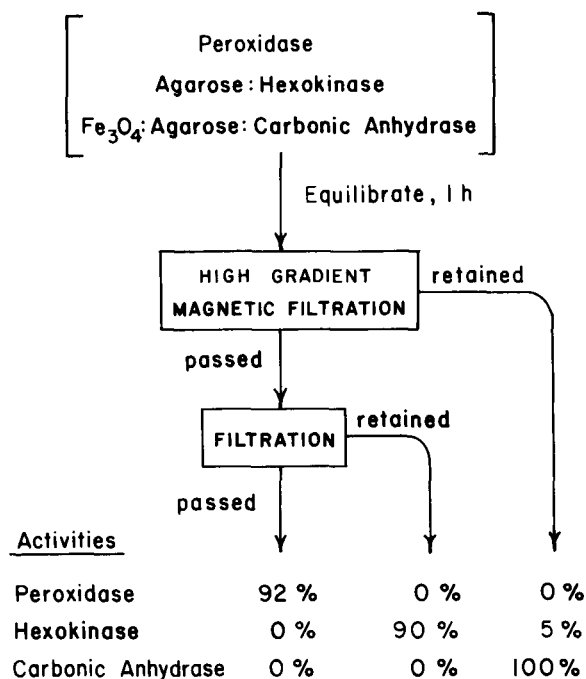 Peroxidase
Agarose: Hexokinase
Fe₃O₄: Agarose: Carbonic Anhydrase
Equilibrate, 1 h
HIGH GRADIENT
MAGNETIC FILTRATION
retained
passed
FILTRATION
retained
passed
Activities
Peroxidase 92 % 0 % 0 %
Hexokinase 0 % 90 % 5 %
Carbonic Anhydrase 0 % 0 % 100 %